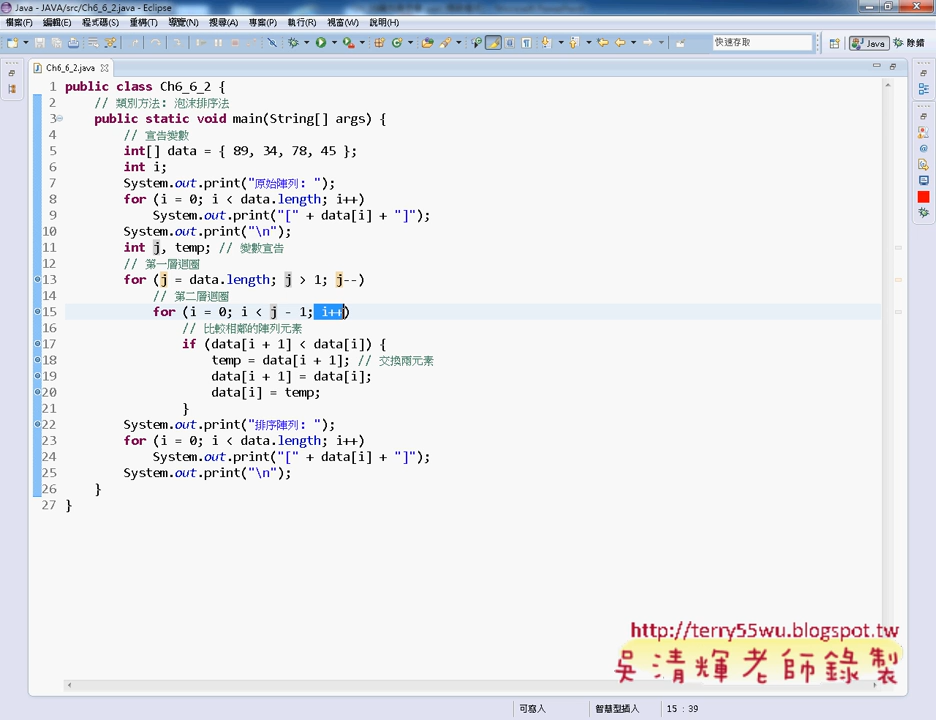 Java - JAVA/src/Ch6_6_2.java - Eclipse
檔案(F) 編輯(E) 程式碼(S) 重構(T) 導覽(N) 搜尋(A) 專案(P) 執行(R) 視窗(W) 說明(H)
快速存取 Java 除錯
Ch6_6_2.java
1 public class Ch6_6_2 {
2 // 類別方法: 泡沫排序法
3 public static void main(String[] args) {
4 // 宣告變數
5 int[] data = { 89, 34, 78, 45 };
6 int i;
7 System.out.print("原始陣列: ");
8 for (i = 0; i < data.length; i++)
9 System.out.print("[" + data[i] + "]");
10 System.out.print("\n");
11 int j, temp; // 變數宣告
12 // 第一層迴圈
13 for (j = data.length; j > 1; j--)
14 // 第二層迴圈
15 for (i = 0; i < j - 1; i++)
16 // 比較相鄰的陣列元素
17 if (data[i + 1] < data[i]) {
18 temp = data[i + 1]; // 交換兩元素
19 data[i + 1] = data[i];
20 data[i] = temp;
21 }
22 System.out.print("排序陣列: ");
23 for (i = 0; i < data.length; i++)
24 System.out.print("[" + data[i] + "]");
25 System.out.print("\n");
26 }
27 }
http://terry55wu.blogspot.tw
吳清輝老師錄製
可寫入 智慧型插入 15 : 39